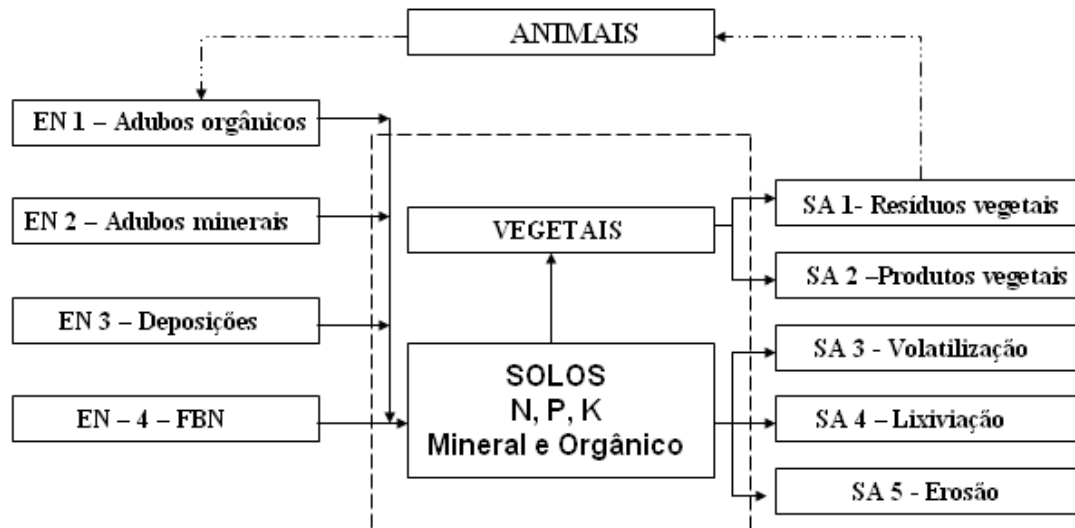 ANIMAIS
EN 1 – Adubos orgânicos
EN 2 – Adubos minerais
EN 3 – Deposições
EN – 4 – FBN
VEGETAIS
SOLOS
N, P, K
Mineral e Orgânico
SA 1- Resíduos vegetais
SA 2 –Produtos vegetais
SA 3 - Volatilização
SA 4 – Lixiviação
SA 5 - Erosão